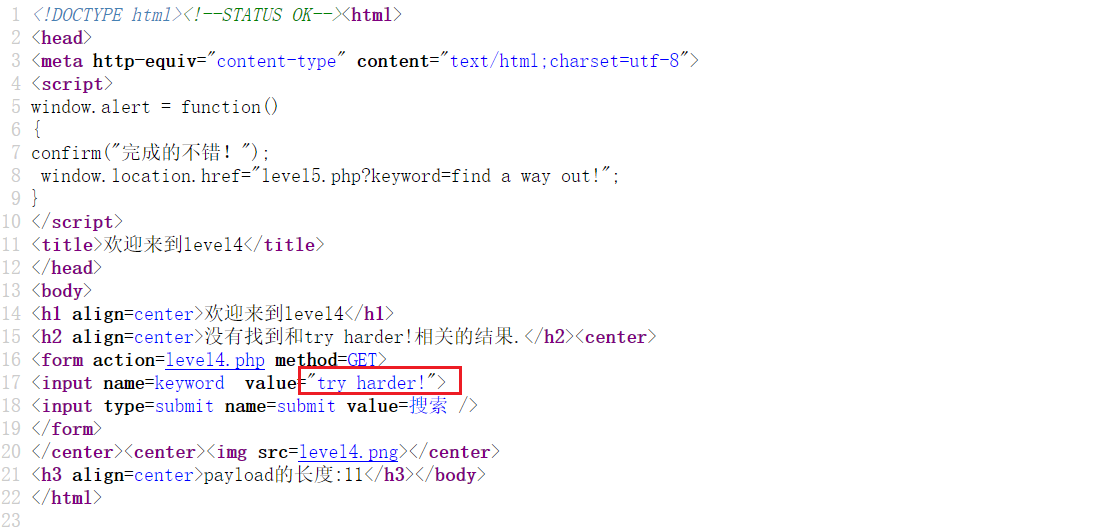 1 <!DOCTYPE html><!--STATUS OK--><html>
2 <head>
3 <meta http-equiv="content-type" content="text/html;charset=utf-8">
4 <script>
5 window.alert = function()
6 {
7 confirm("完成的不错！");
8  window.location.href="level5.php?keyword=find a way out!";
9 }
10 </script>
11 <title>欢迎来到level4</title>
12 </head>
13 <body>
14 <h1 align=center>欢迎来到level4</h1>
15 <h2 align=center>没有找到和try harder!相关的结果.</h2><center>
16 <form action=level4.php method=GET>
17 <input name=keyword  value="try harder!">
18 <input type=submit name=submit value=搜索 />
19 </form>
20 </center><center><img src=level4.png></center>
21 <h3 align=center>payload的长度:11</h3></body>
22 </html>
23